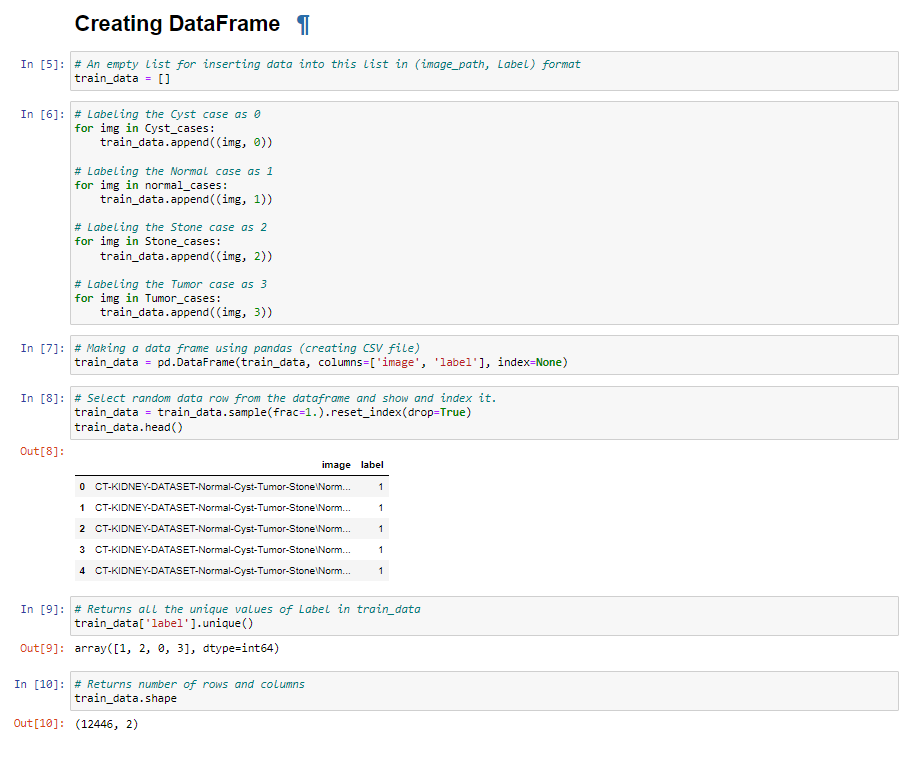 Creating DataFrame ¶
In [5]: # An empty list for inserting data into this list in (image_path, label) format
train_data = []
In [6]: # Labeling the Cyst case as 0
for img in Cyst_cases:
    train_data.append((img, 0))
# Labeling the Normal case as 1
for img in normal_cases:
    train_data.append((img, 1))
# Labeling the Stone case as 2
for img in Stone_cases:
    train_data.append((img, 2))
# Labeling the Tumor case as 3
for img in Tumor_cases:
    train_data.append((img, 3))
In [7]: # Making a data frame using pandas (creating CSV file)
train_data = pd.DataFrame(train_data, columns=['image', 'label'], index=None)
In [8]: # Select random data row from the dataframe and show and index it.
train_data = train_data.sample(frac=1.).reset_index(drop=True)
train_data.head()
Out[8]:
image label
0 CT-KIDNEY-DATASET-Normal-Cyst-Tumor-Stone\Norm... 1
1 CT-KIDNEY-DATASET-Normal-Cyst-Tumor-Stone\Norm... 1
2 CT-KIDNEY-DATASET-Normal-Cyst-Tumor-Stone\Norm... 1
3 CT-KIDNEY-DATASET-Normal-Cyst-Tumor-Stone\Norm... 1
4 CT-KIDNEY-DATASET-Normal-Cyst-Tumor-Stone\Norm... 1
In [9]: # Returns all the unique values of Label in train_data
train_data['label'].unique()
Out[9]: array([1, 2, 0, 3], dtype=int64)
In [10]: # Returns number of rows and columns
train_data.shape
Out[10]: (12446, 2)